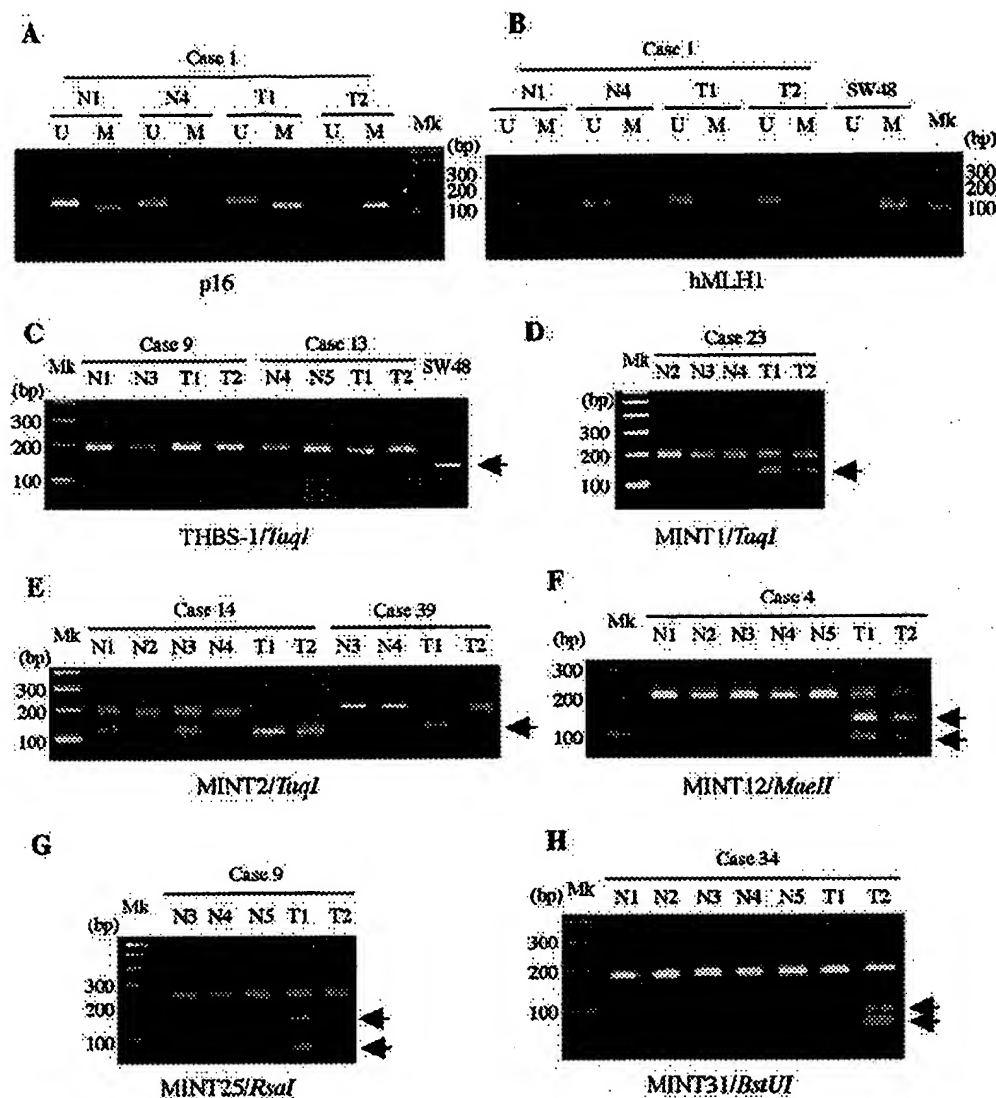 A
Case 1
N1 N4 T1 T2
U M U M U M U M Mk
(bp)
300
200
100
p16
B
Case 1
N1 N4 T1 T2 SW48
U M U M U M U M U M Mk
(bp)
300
200
100
hMLH1
C
Case 9 Case 13
Mk N1 N3 T1 T2 N4 N5 T1 T2 SW48
(bp)
300
200
100
THBS-1/TaqI
D
Case 23
Mk N2 N3 N4 T1 T2
(bp)
300
200
100
MINT1/TaqI
E
Case 14 Case 39
Mk N1 N2 N3 N4 T1 T2 N3 N4 T1 T2
(bp)
300
200
100
MINT2/TaqI
F
Case 4
Mk N1 N2 N3 N4 N5 T1 T2
(bp)
300
200
100
MINT12/MaeII
G
Case 9
Mk N3 N4 N5 T1 T2
(bp)
300
200
100
MINT25/RsaI
H
Case 34
(bp) Mk N1 N2 N3 N4 N5 T1 T2
300
200
100
MINT31/BstUI